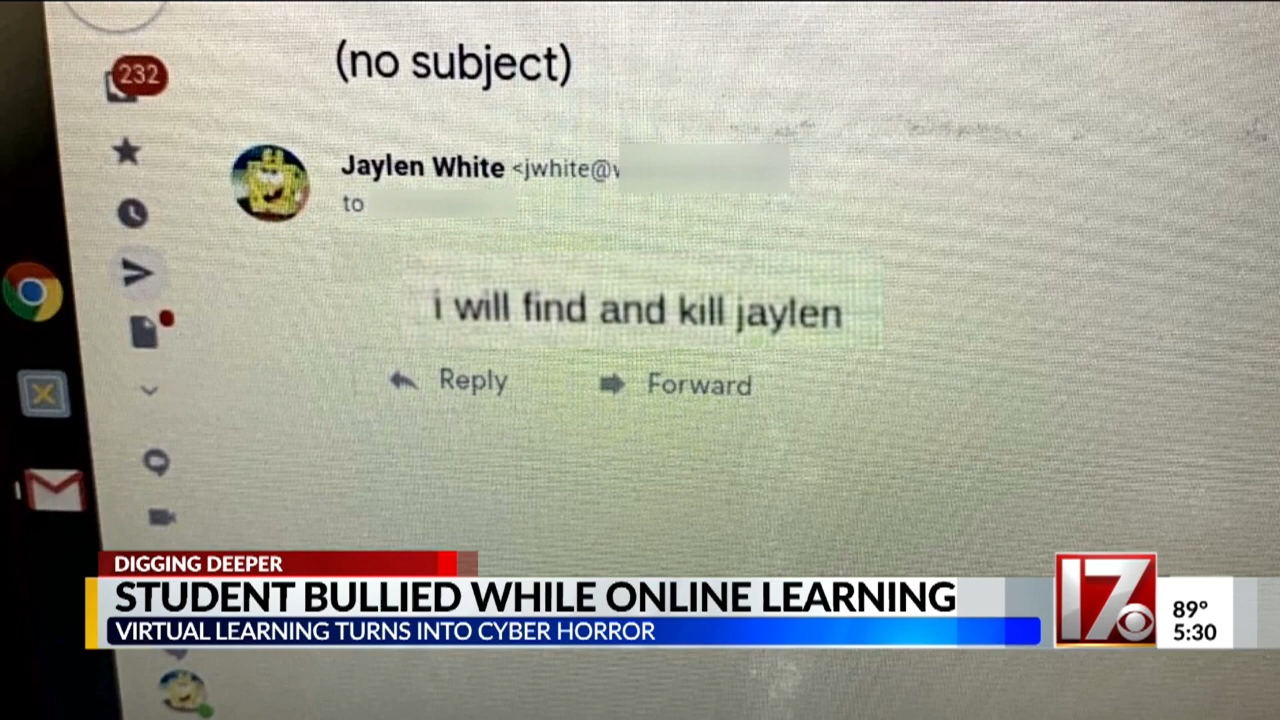 232
(no subject)
Jaylen White <jwhite@
to
i will find and kill jaylen
Reply Forward
DIGGING DEEPER
STUDENT BULLIED WHILE ONLINE LEARNING
VIRTUAL LEARNING TURNS INTO CYBER HORROR
17
89°
5:30